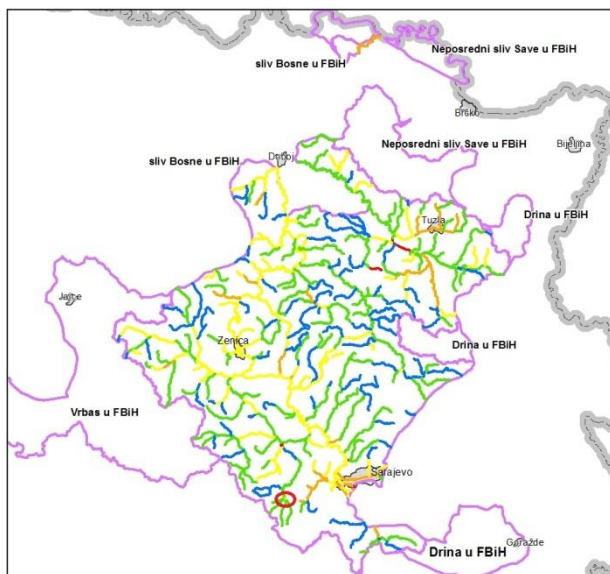 Neposredni sliv Save u FBiH
sliv Bosne u FBiH
Brčko
Neposredni sliv Save u FBiH
Bijeljina
sliv Bosne u FBiH
Doboj
Drina u FBiH
Tuzla
Jajce
Zenica
Drina u FBiH
Vrbas u FBiH
Sarajevo
Drina u FBiH
Goražde